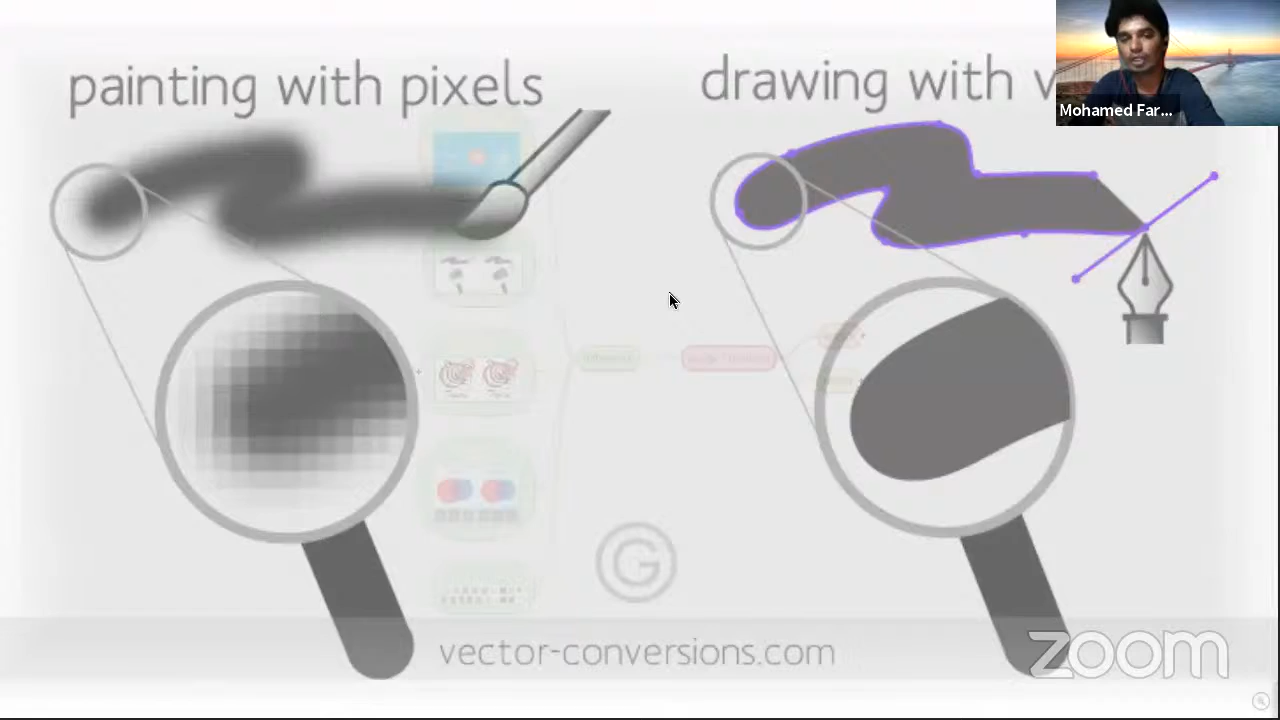 painting with pixels
drawing with v
Mohamed Far...
G
vector-conversions.com
zoom